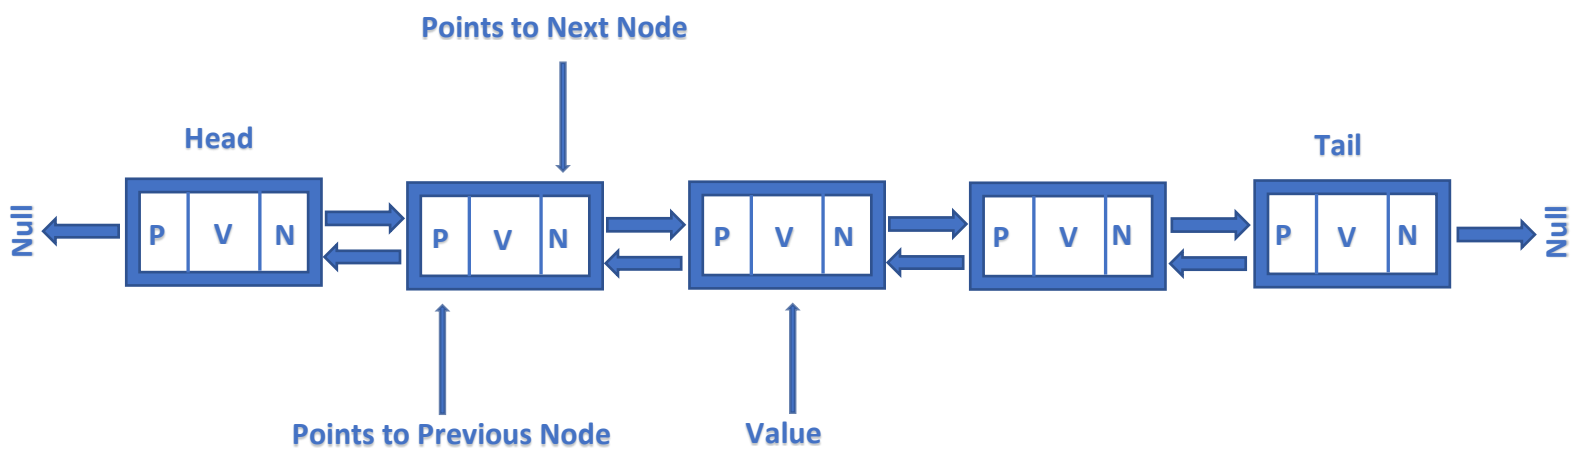 Points to Next Node
Head
Tail
Null
P V N
P V N
P V N
P V N
P V N
Null
Points to Previous Node
Value